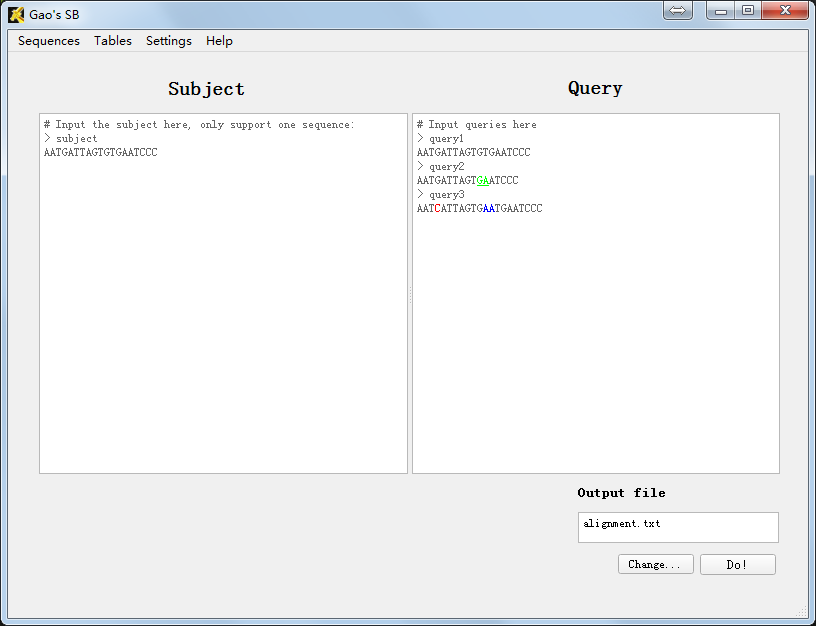 Gao's SB
Sequences Tables Settings Help
Subject
# Input the subject here, only support one sequence:
> subject
AATGATTAGTGTGAATCCC
Query
# Input queries here
> query1
AATGATTAGTGTGAATCCC
> query2
AATGATTAGTGAATCCC
> query3
AATCATTAGTGAATGAATCCC
Output file
alignment.txt
Change... Do!